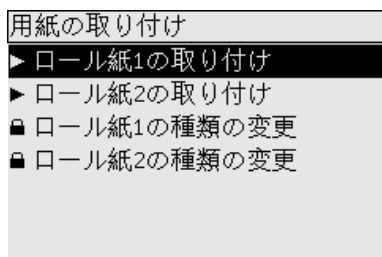 用紙の取り付け
▶ ロール紙1の取り付け
▶ ロール紙2の取り付け
ロール紙1の種類の変更
ロール紙2の種類の変更